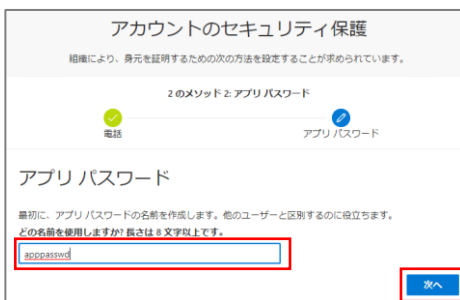 アカウントのセキュリティ保護
組織により、身元を証明するための次の方法を設定することが求められています。
2 のメソッド 2: アプリ パスワード
電話
アプリ パスワード
アプリ パスワード
最初に、アプリ パスワードの名前を作成します。他のユーザーと区別するのに役立ちます。
どの名前を使用しますか? 長さは 8 文字以上です。
apppasswd
次へ